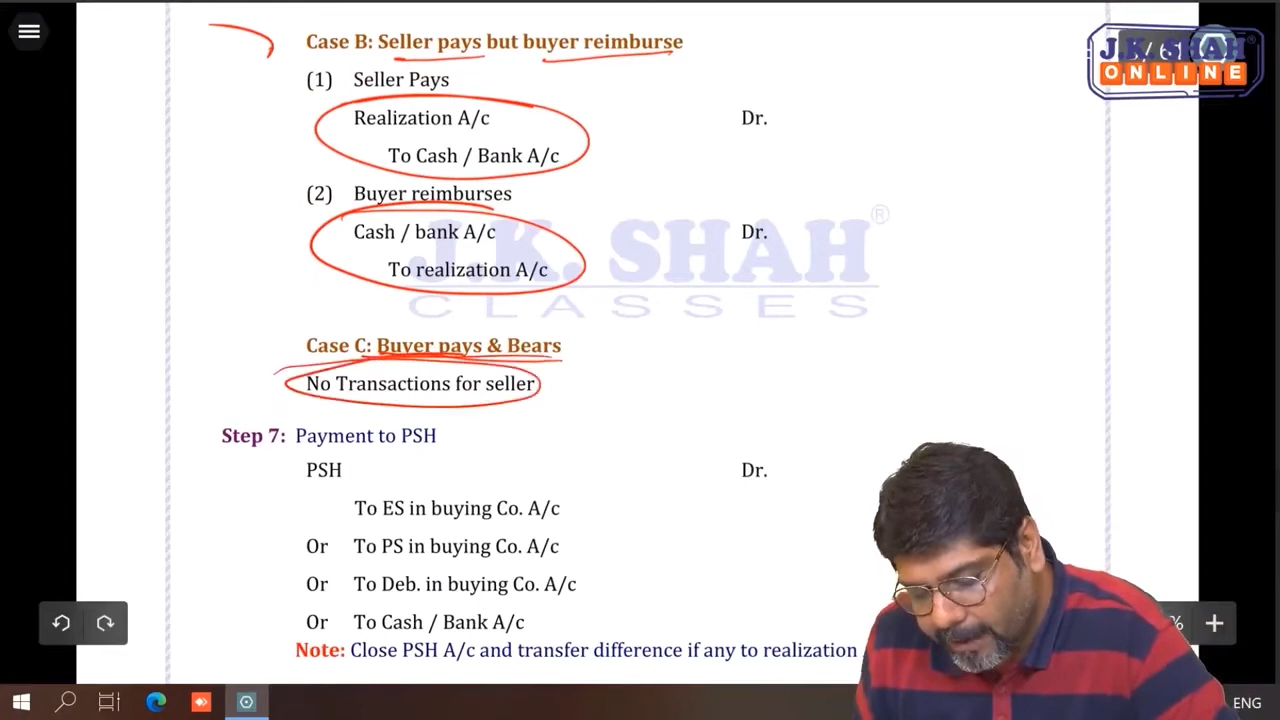 Case B: Seller pays but buyer reimburse
(1) Seller Pays
Realization A/c Dr.
To Cash / Bank A/c
(2) Buyer reimburses
Cash / bank A/c Dr.
To realization A/c
J.K. SHAH ®
CLASSES
Case C: Buyer pays & Bears
No Transactions for seller
Step 7: Payment to PSH
PSH Dr.
To ES in buying Co. A/c
Or To PS in buying Co. A/c
Or To Deb. in buying Co. A/c
Or To Cash / Bank A/c
Note: Close PSH A/c and transfer difference if any to realization
J.K. SHAH
ONLINE
%
ENG